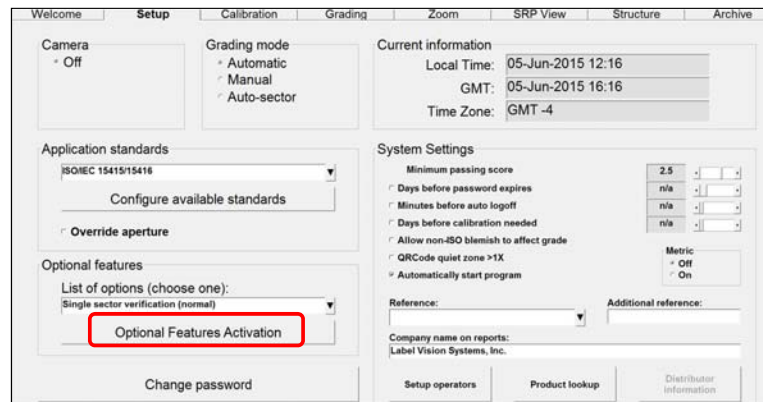 Welcome Setup Calibration Grading Zoom SRP View Structure Archive
Camera
Off
Grading mode
Automatic
Manual
Auto-sector
Current information
Local Time: 05-Jun-2015 12:16
GMT: 05-Jun-2015 16:16
Time Zone: GMT -4
Application standards
ISO/IEC 15415/15416
Configure available standards
Override aperture
Optional features
List of options (choose one):
Single sector verification (normal)
Optional Features Activation
Change password
System Settings
Minimum passing score 2.5
Days before password expires n/a
Minutes before auto logoff n/a
Days before calibration needed n/a
Allow non-ISO blemish to affect grade
QRCode quiet zone >1X
Automatically start program
Metric
Off
On
Reference: Additional reference:
Company name on reports:
Label Vision Systems, Inc.
Setup operators Product lookup Distributor information